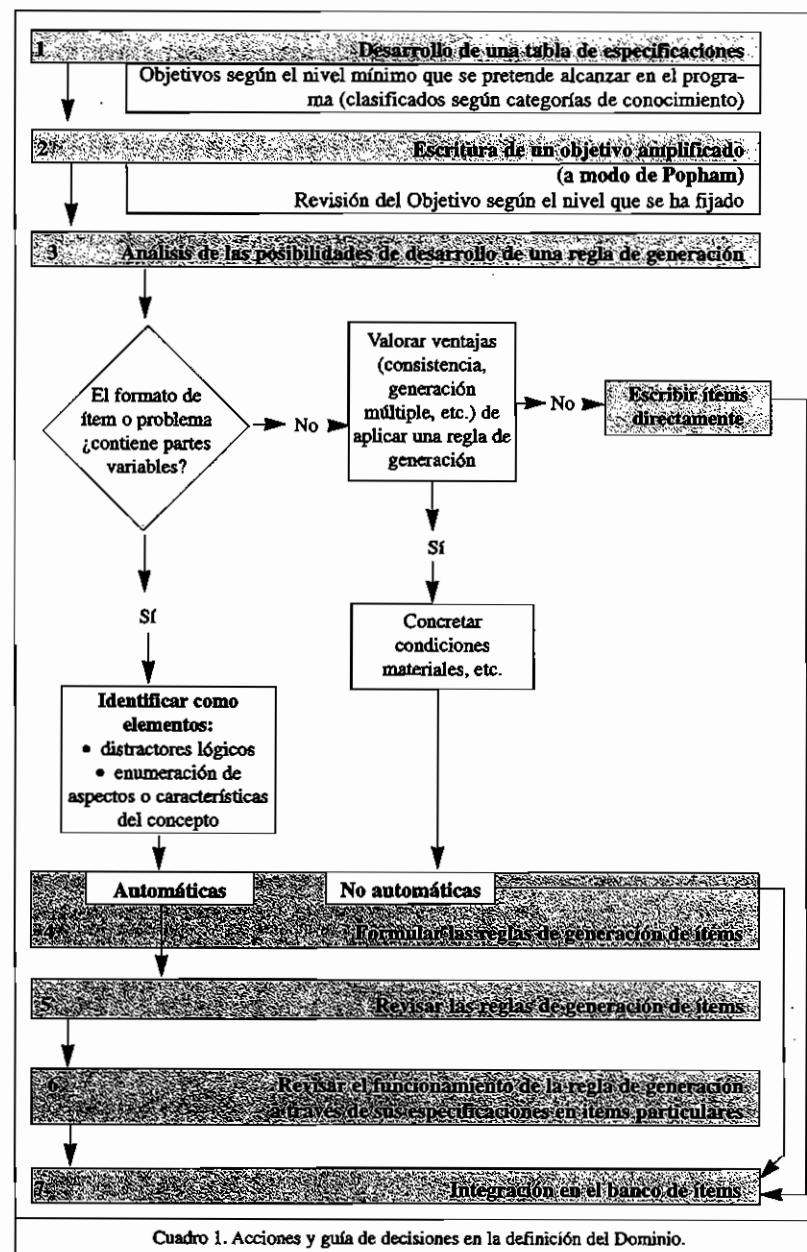 1 Desarrollo de una tabla de especificaciones
Objetivos según el nivel mínimo que se pretende alcanzar en el progra-
ma (clasificados según categorías de conocimiento)
2 Escritura de un objetivo amplificado
(a modo de Popham)
Revisión del Objetivo según el nivel que se ha fijado
3 Análisis de las posibilidades de desarrollo de una regla de generación
El formato de
ítem o problema
¿contiene partes
variables?
No
Valorar ventajas
(consistencia,
generación
múltiple, etc.) de
aplicar una regla de
generación
No
Escribir ítems
directamente
Sí
Sí
Concretar
condiciones
materiales, etc.
Identificar como
elementos:
• distractores lógicos
• enumeración de
aspectos o características
del concepto
Automáticas
No automáticas
4 Formular las reglas de generación de ítems
5 Revisar las reglas de generación de ítems
6 Revisar el funcionamiento de la regla de generación
a través de sus especificaciones en ítems particulares
7 Integración en el banco de ítems
Cuadro 1. Acciones y guía de decisiones en la definición del Dominio.